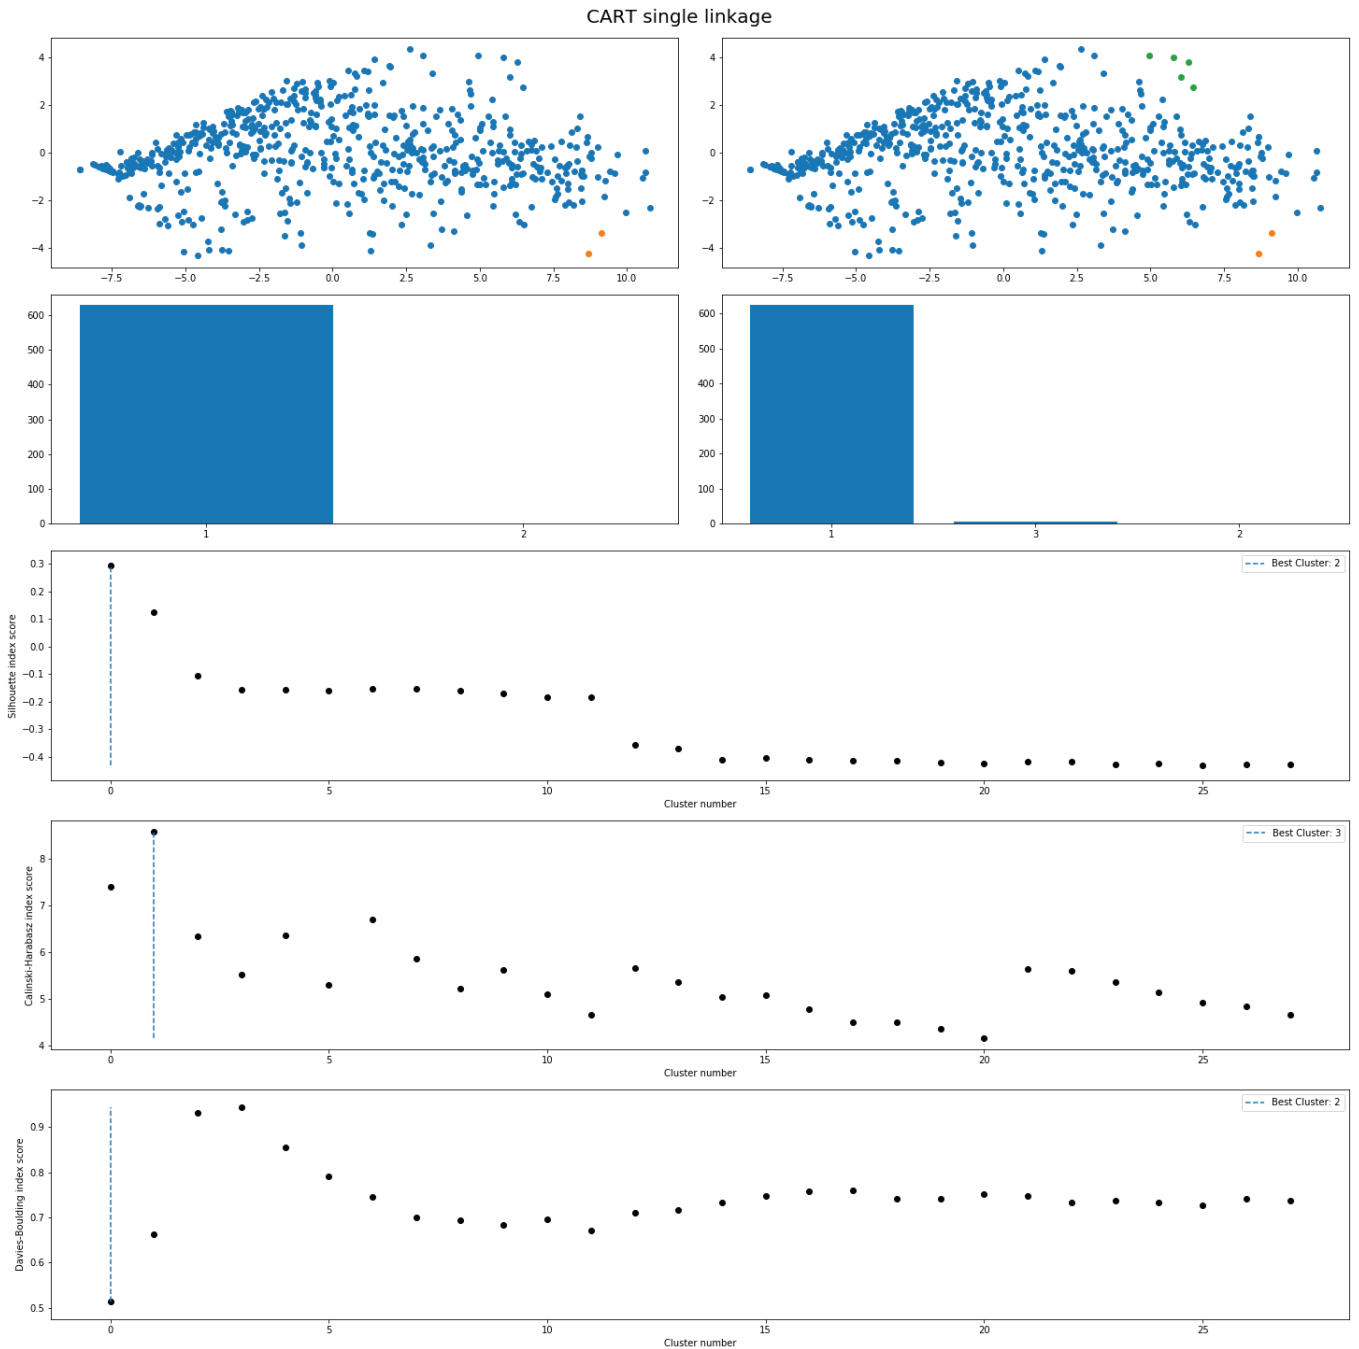 CART single linkage
4
2
0
−2
−4
−7.5 −5.0 −2.5 0.0 2.5 5.0 7.5 10.0
4
2
0
−2
−4
−7.5 −5.0 −2.5 0.0 2.5 5.0 7.5 10.0
600
500
400
300
200
100
0
1 2
600
500
400
300
200
100
0
1 3 2
Silhouette index score
0.3
0.2
0.1
0.0
−0.1
−0.2
−0.3
−0.4
Best Cluster: 2
0 5 10 15 20 25
Cluster number
Calinski-Harabasz index score
8
7
6
5
4
Best Cluster: 3
0 5 10 15 20 25
Cluster number
Davies-Boulding index score
0.9
0.8
0.7
0.6
0.5
Best Cluster: 2
0 5 10 15 20 25
Cluster number